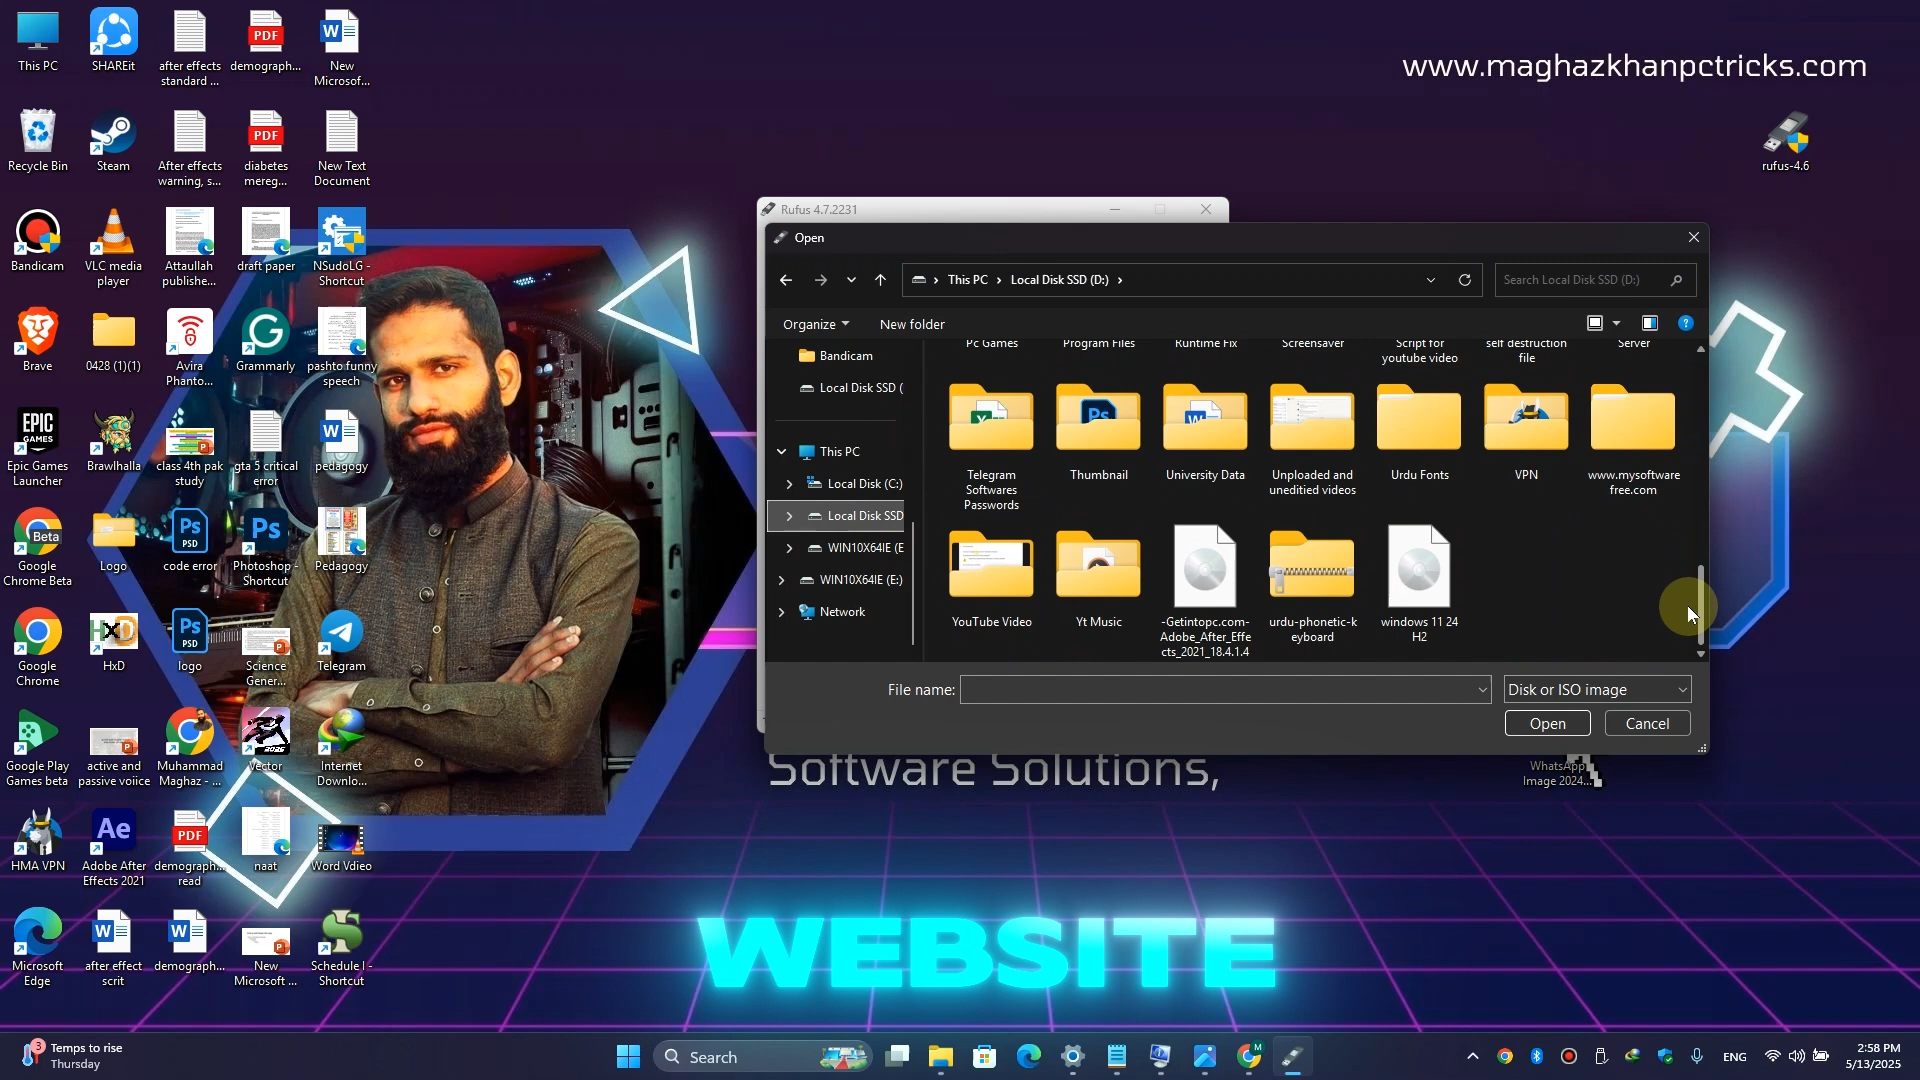 www.maghazkhanpctricks.com
This PC
SHAREit
after effects
standard ...
demograph...
New
Microsof...
Recycle Bin
Steam
After effects
warning, s...
diabetes
mereg...
New Text
Document
rufus-4.6
Bandicam
VLC media
player
Attaullah
publishe...
draft paper
NSudoLG -
Shortcut
Brave
0428 (1)(1)
Avira
Phanto...
Grammarly
pashto funny
speech
Epic Games
Launcher
Brawlhalla
class 4th pak
study
gta 5 critical
error
pedagogy
Google
Chrome Beta
Logo
code error
Photoshop -
Shortcut
Pedagogy
Google
Chrome
HxD
logo
Science
Gener...
Telegram
Google Play
Games beta
active and
passive voiice
Muhammad
Maghaz - ...
Vector
Internet
Downlo...
HMA VPN
Adobe After
Effects 2021
demograph...
read
naat
Word Vdieo
Microsoft
Edge
after effect
scrit
demograph...
New
Microsoft ...
Schedule I -
Shortcut
Rufus 4.7.2231
Open
This PC
Local Disk SSD (D:)
Search Local Disk SSD (D:)
Organize
New folder
Bandicam
Local Disk SSD (
This PC
Local Disk (C:)
Local Disk SSD
WIN10X64IE (E
WIN10X64IE (E:)
Network
Pc Games
Program Files
Runtime Fix
Screensaver
Script for
youtube video
self destruction
file
Server
Telegram
Softwares
Passwords
Thumbnail
University Data
Unploaded and
uneditied videos
Urdu Fonts
VPN
www.mysoftware
free.com
YouTube Video
Yt Music
-Getintopc.com-
Adobe_After_Effe
cts_2021_18.4.1.4
urdu-phonetic-k
eyboard
windows 11 24
H2
File name:
Disk or ISO image
Open
Cancel
Software Solutions,
WhatsApp
Image 2024...
WEBSITE
Temps to rise
Thursday
Search
ENG
2:58 PM
5/13/2025